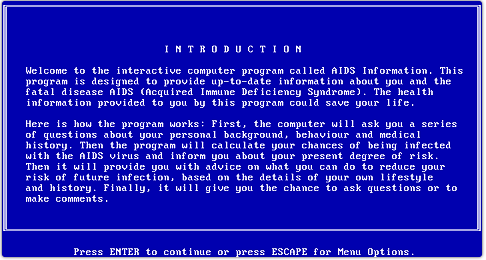 I N T R O D U C T I O N
Welcome to the interactive computer program called AIDS Information. This
program is designed to provide up-to-date information about you and the
fatal disease AIDS (Acquired Immune Deficiency Syndrome). The health
information provided to you by this program could save your life.
Here is how the program works: First, the computer will ask you a series
of questions about your personal background, behaviour and medical
history. Then the program will calculate your chances of being infected
with the AIDS virus and inform you about your present degree of risk.
Then it will provide you with advice on what you can do to reduce your
risk of future infection, based on the details of your own lifestyle
and history. Finally, it will give you the chance to ask questions or to
make comments.
Press ENTER to continue or press ESCAPE for Menu Options.